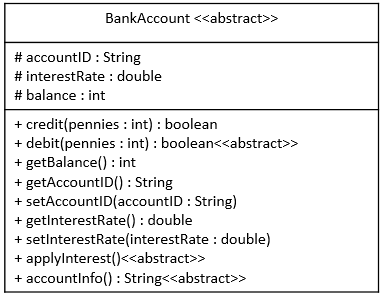 BankAccount <<abstract>>
# accountID : String
# interestRate : double
# balance : int
+ credit(pennies : int) : boolean
+ debit(pennies : int) : boolean<<abstract>>
+ getBalance() : int
+ getAccountID() : String
+ setAccountID(accountID : String)
+ getInterestRate() : double
+ setInterestRate(interestRate : double)
+ applyInterest()<<abstract>>
+ accountInfo() : String<<abstract>>